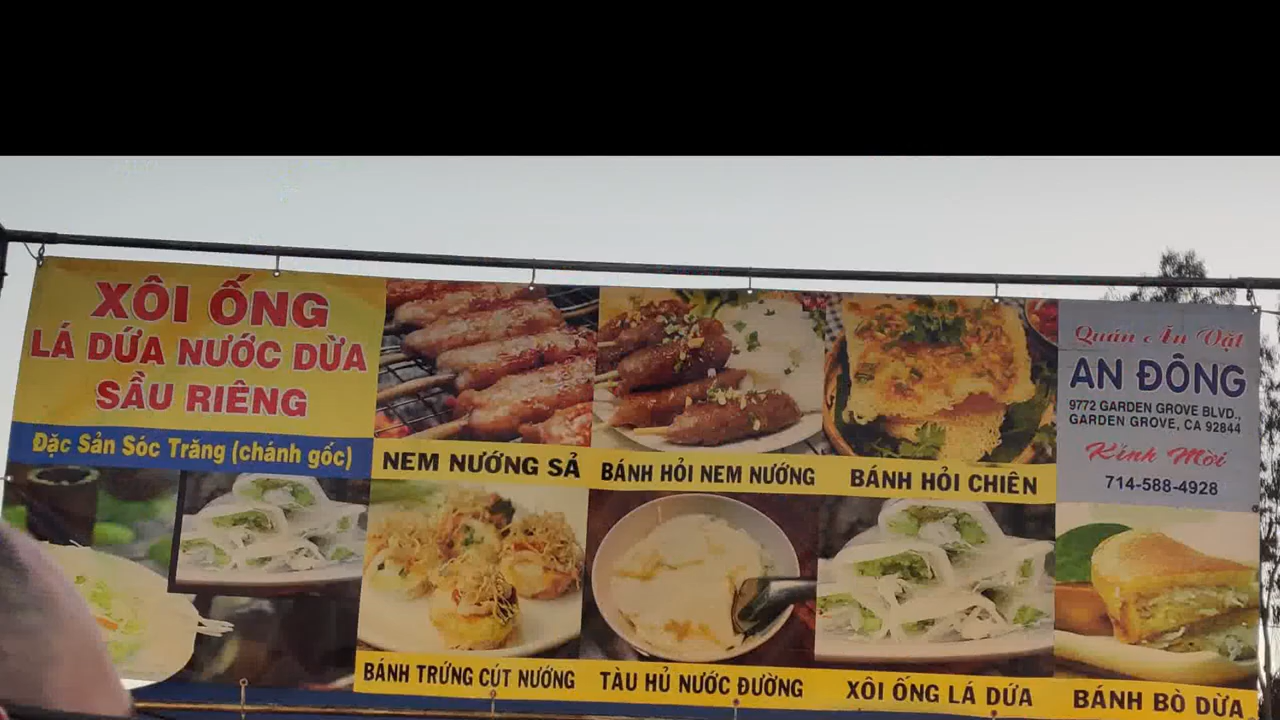 XÔI ỐNG
LÁ DỨA NƯỚC DỪA
SẦU RIÊNG
Đặc Sản Sóc Trăng (chánh gốc)
NEM NƯỚNG SẢ
BÁNH HỎI NEM NƯỚNG
BÁNH HỎI CHIÊN
Quán Ăn Vặt
AN ĐÔNG
9772 GARDEN GROVE BLVD.,
GARDEN GROVE, CA 92844
Kính Mời
714-588-4928
BÁNH TRỨNG CÚT NƯỚNG
TÀU HỦ NƯỚC ĐƯỜNG
XÔI ỐNG LÁ DỨA
BÁNH BÒ DỪA